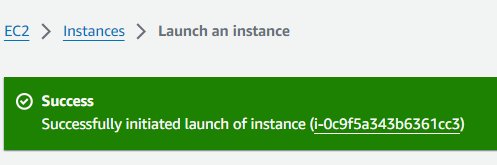 EC2 > Instances > Launch an instance
Success
Successfully initiated launch of instance (i-0c9f5a343b6361cc3)